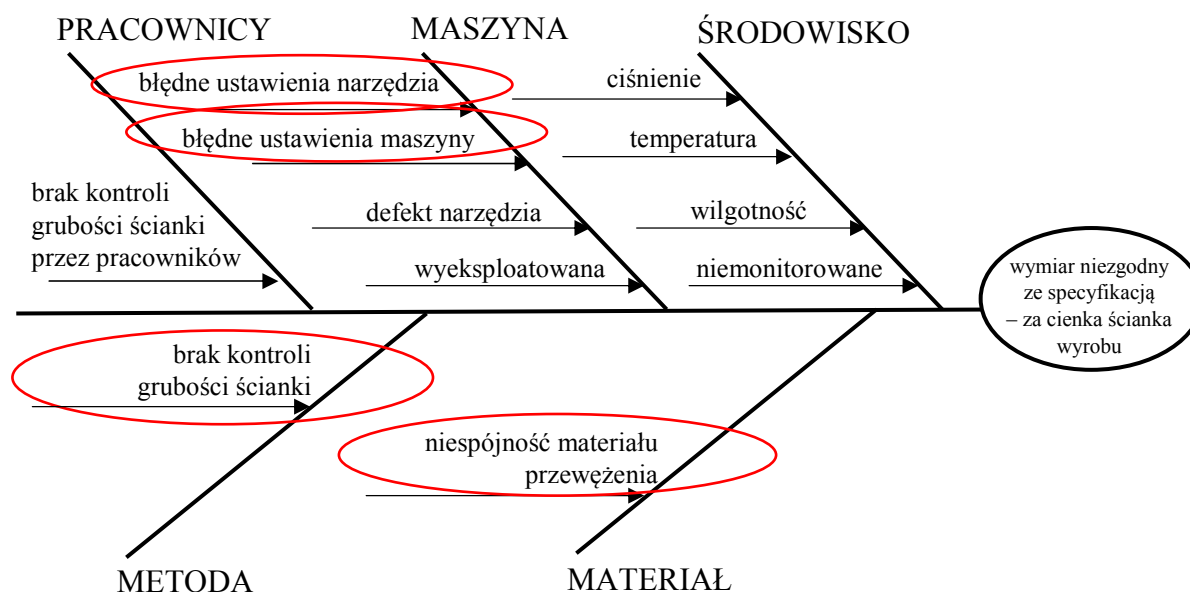 PRACOWNICY
MASZYNA
ŚRODOWISKO
błędne ustawienia narzędzia
błędne ustawienia maszyny
brak kontroli
grubości ścianki
przez pracowników
defekt narzędzia
wyeksploatowana
ciśnienie
temperatura
wilgotność
niemonitorowane
wymiar niezgodny
ze specyfikacją
– za cienka ścianka
wyrobu
brak kontroli
grubości ścianki
niespójność materiału
przewężenia
METODA
MATERIAŁ